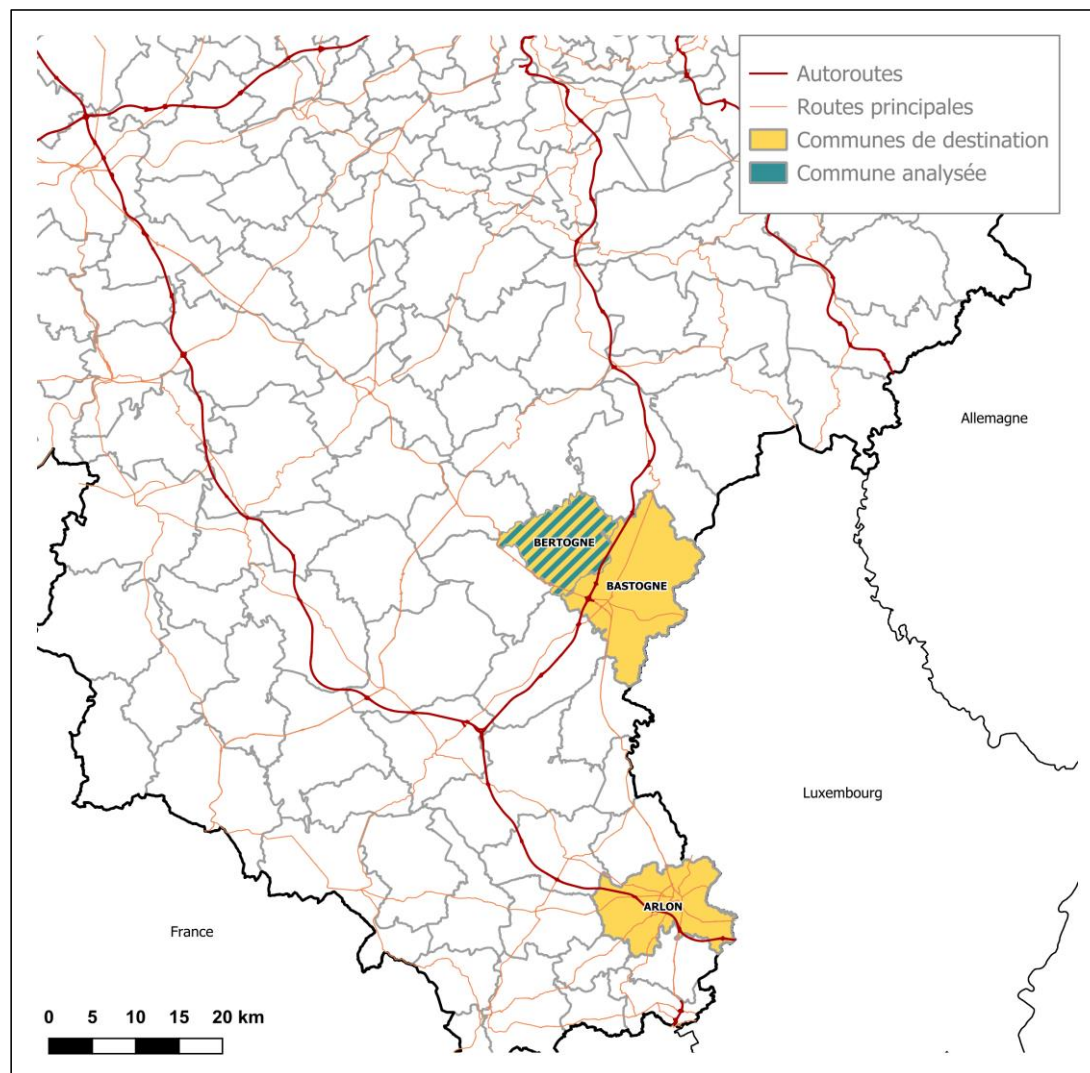 Autoroutes
Routes principales
Communes de destination
Commune analysée
Allemagne
BERTOGNE
BASTOGNE
Luxembourg
ARLON
France
0 5 10 15 20 km